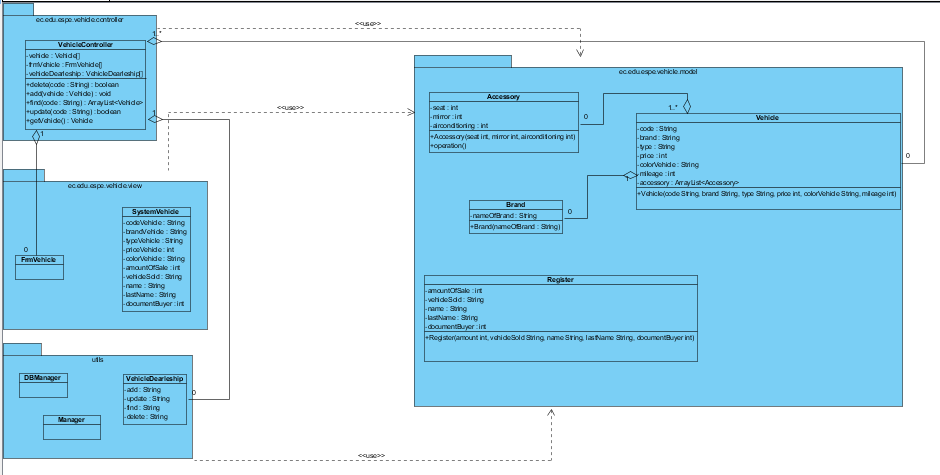 ec.edu.espe.vehicle.controller
VehicleController
-vehicle : Vehicle[]
-frmVehicle : FrmVehicle[]
-vehicleDearleship : VehicleDearleship[]
+delete(code : String) : boolean
+add(vehicle : Vehicle) : void
+find(code : String) : ArrayList<Vehicle>
+update(code : String) : boolean
+getVehicle() : Vehicle
1..*
1
1
<<use>>
<<use>>
ec.edu.espe.vehicle.model
Accessory
-seat : int
-mirror : int
-airconditioning : int
+Accessory(seat int, mirror int, airconditioning int)
+operation()
0
1..*
Vehicle
-code : String
-brand : String
-type : String
-price : int
-colorVehicle : String
-mileage : int
-accessory : ArrayList<Accessory>
+Vehicle(code String, brand String, type String, price int, colorVehicle String, mileage int)
0
1
Brand
-nameOfBrand : String
+Brand(nameOfBrand : String)
0
Register
-amountOfSale : int
-vehicleSold : String
-name : String
-lastName : String
-documentBuyer : int
+Register(amount int, vehicleSold String, name String, lastName String, documentBuyer int)
ec.edu.espe.vehicle.view
SystemVehicle
-codeVehicle : String
-brandVehicle : String
-typeVehicle : String
-priceVehicle : int
-colorVehicle : String
-amountOfSale : int
-vehicleSold : String
-name : String
-lastName : String
-documentBuyer : int
0
FrmVehicle
utils
DBManager
Manager
VehicleDearleship
-add : String
-update : String
-find : String
-delete : String
0
<<use>>